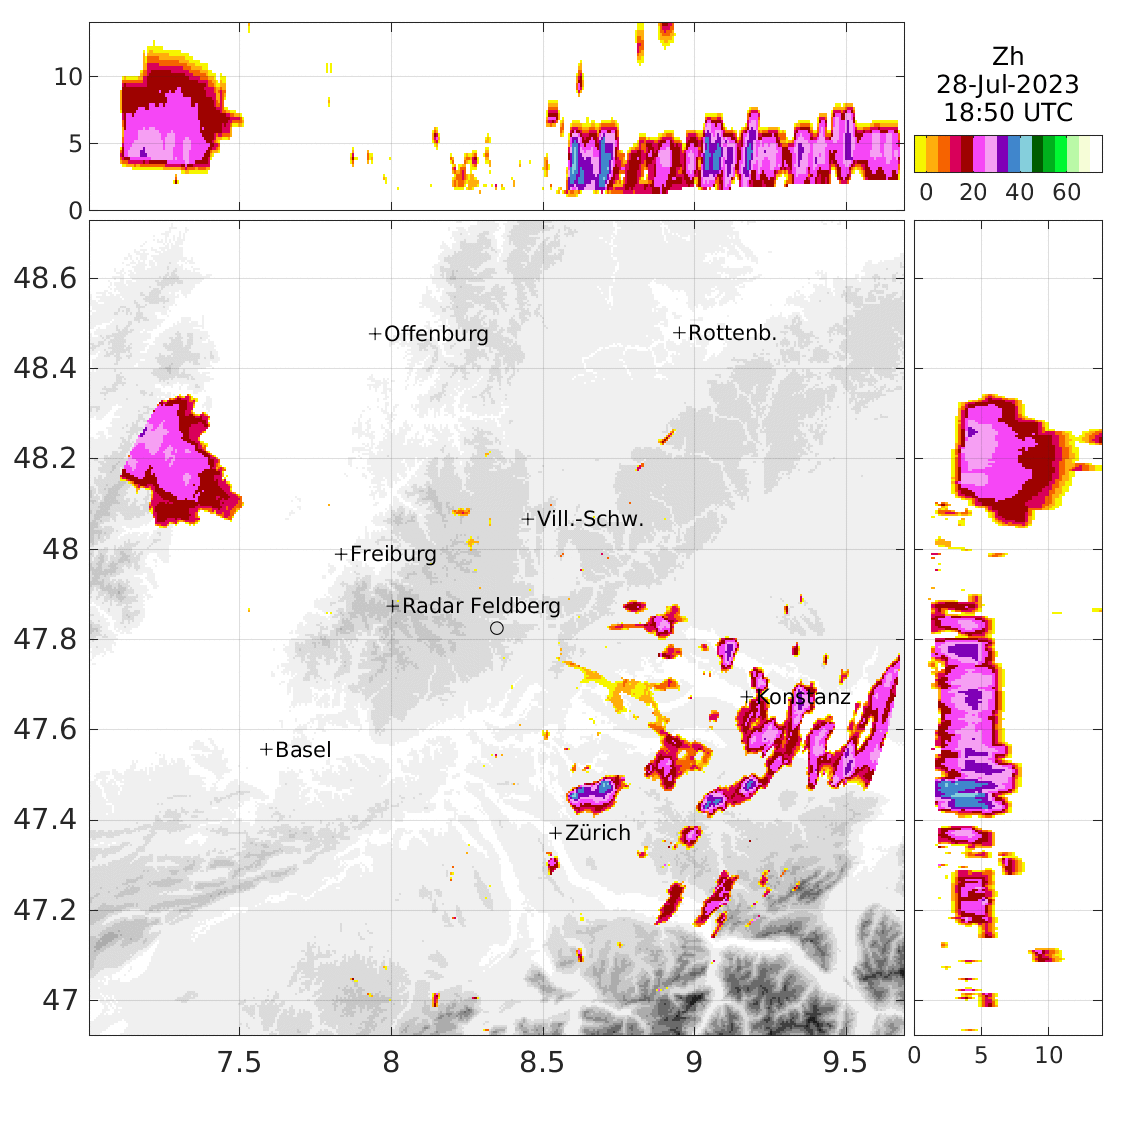 Zh
28-Jul-2023
18:50 UTC
0 20 40 60
10
5
0
48.6
48.4
48.2
48
47.8
47.6
47.4
47.2
47
+Offenburg
+Rottenb.
+Vill.-Schw.
+Freiburg
+Radar Feldberg
+Konstanz
+Basel
+Zürich
7.5 8 8.5 9 9.5
0 5 10